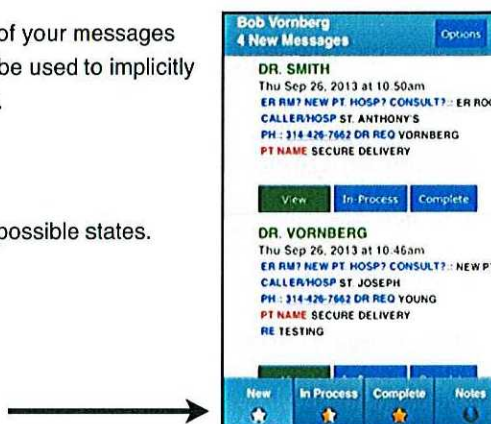 of your messages
be used to implicitly
possible states.
Bob Vornberg
4 New Messages
Options
DR. SMITH
Thu Sep 26, 2013 at 10:50am
ER RM? NEW PT. HOSP? CONSULT?.: ER ROO
CALLER/HOSP ST. ANTHONY'S
PH.: 314-426-7662 DR REQ VORNBERG
PT NAME SECURE DELIVERY
View In-Process Complete
DR. VORNBERG
Thu Sep 26, 2013 at 10:46am
ER RM? NEW PT. HOSP? CONSULT?.: NEW PT
CALLER/HOSP ST. JOSEPH
PH.: 314-426-7662 DR REQ YOUNG
PT NAME SECURE DELIVERY
RE TESTING
New In Process Complete Notes